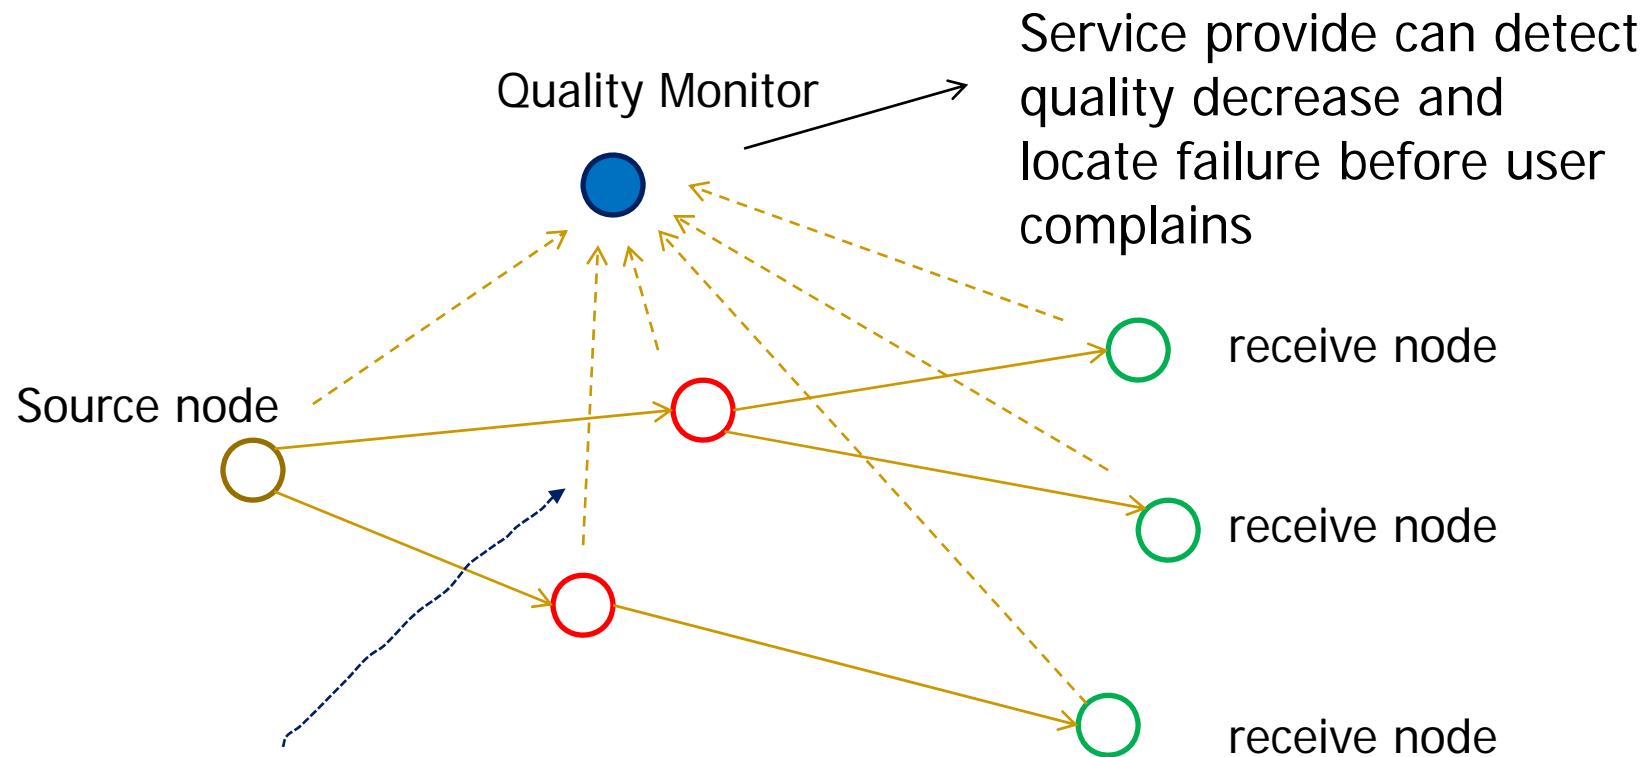 Service provide can detect
quality decrease and
locate failure before user
complains
Quality Monitor
receive node
Source node
receive node
receive node